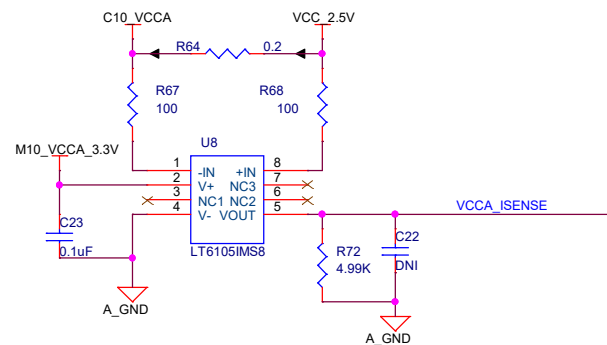 C10_VCCA
VCC_2.5V
R64
0.2
R67
100
R68
100
U8
M10_VCCA_3.3V
1
-IN
+IN
8
2
V+
NC3
7
3
NC1
NC2
6
4
V-
VOUT
5
VCCA_ISENSE
C23
0.1uF
LT6105IMS8
R72
4.99K
C22
DNI
A_GND
A_GND